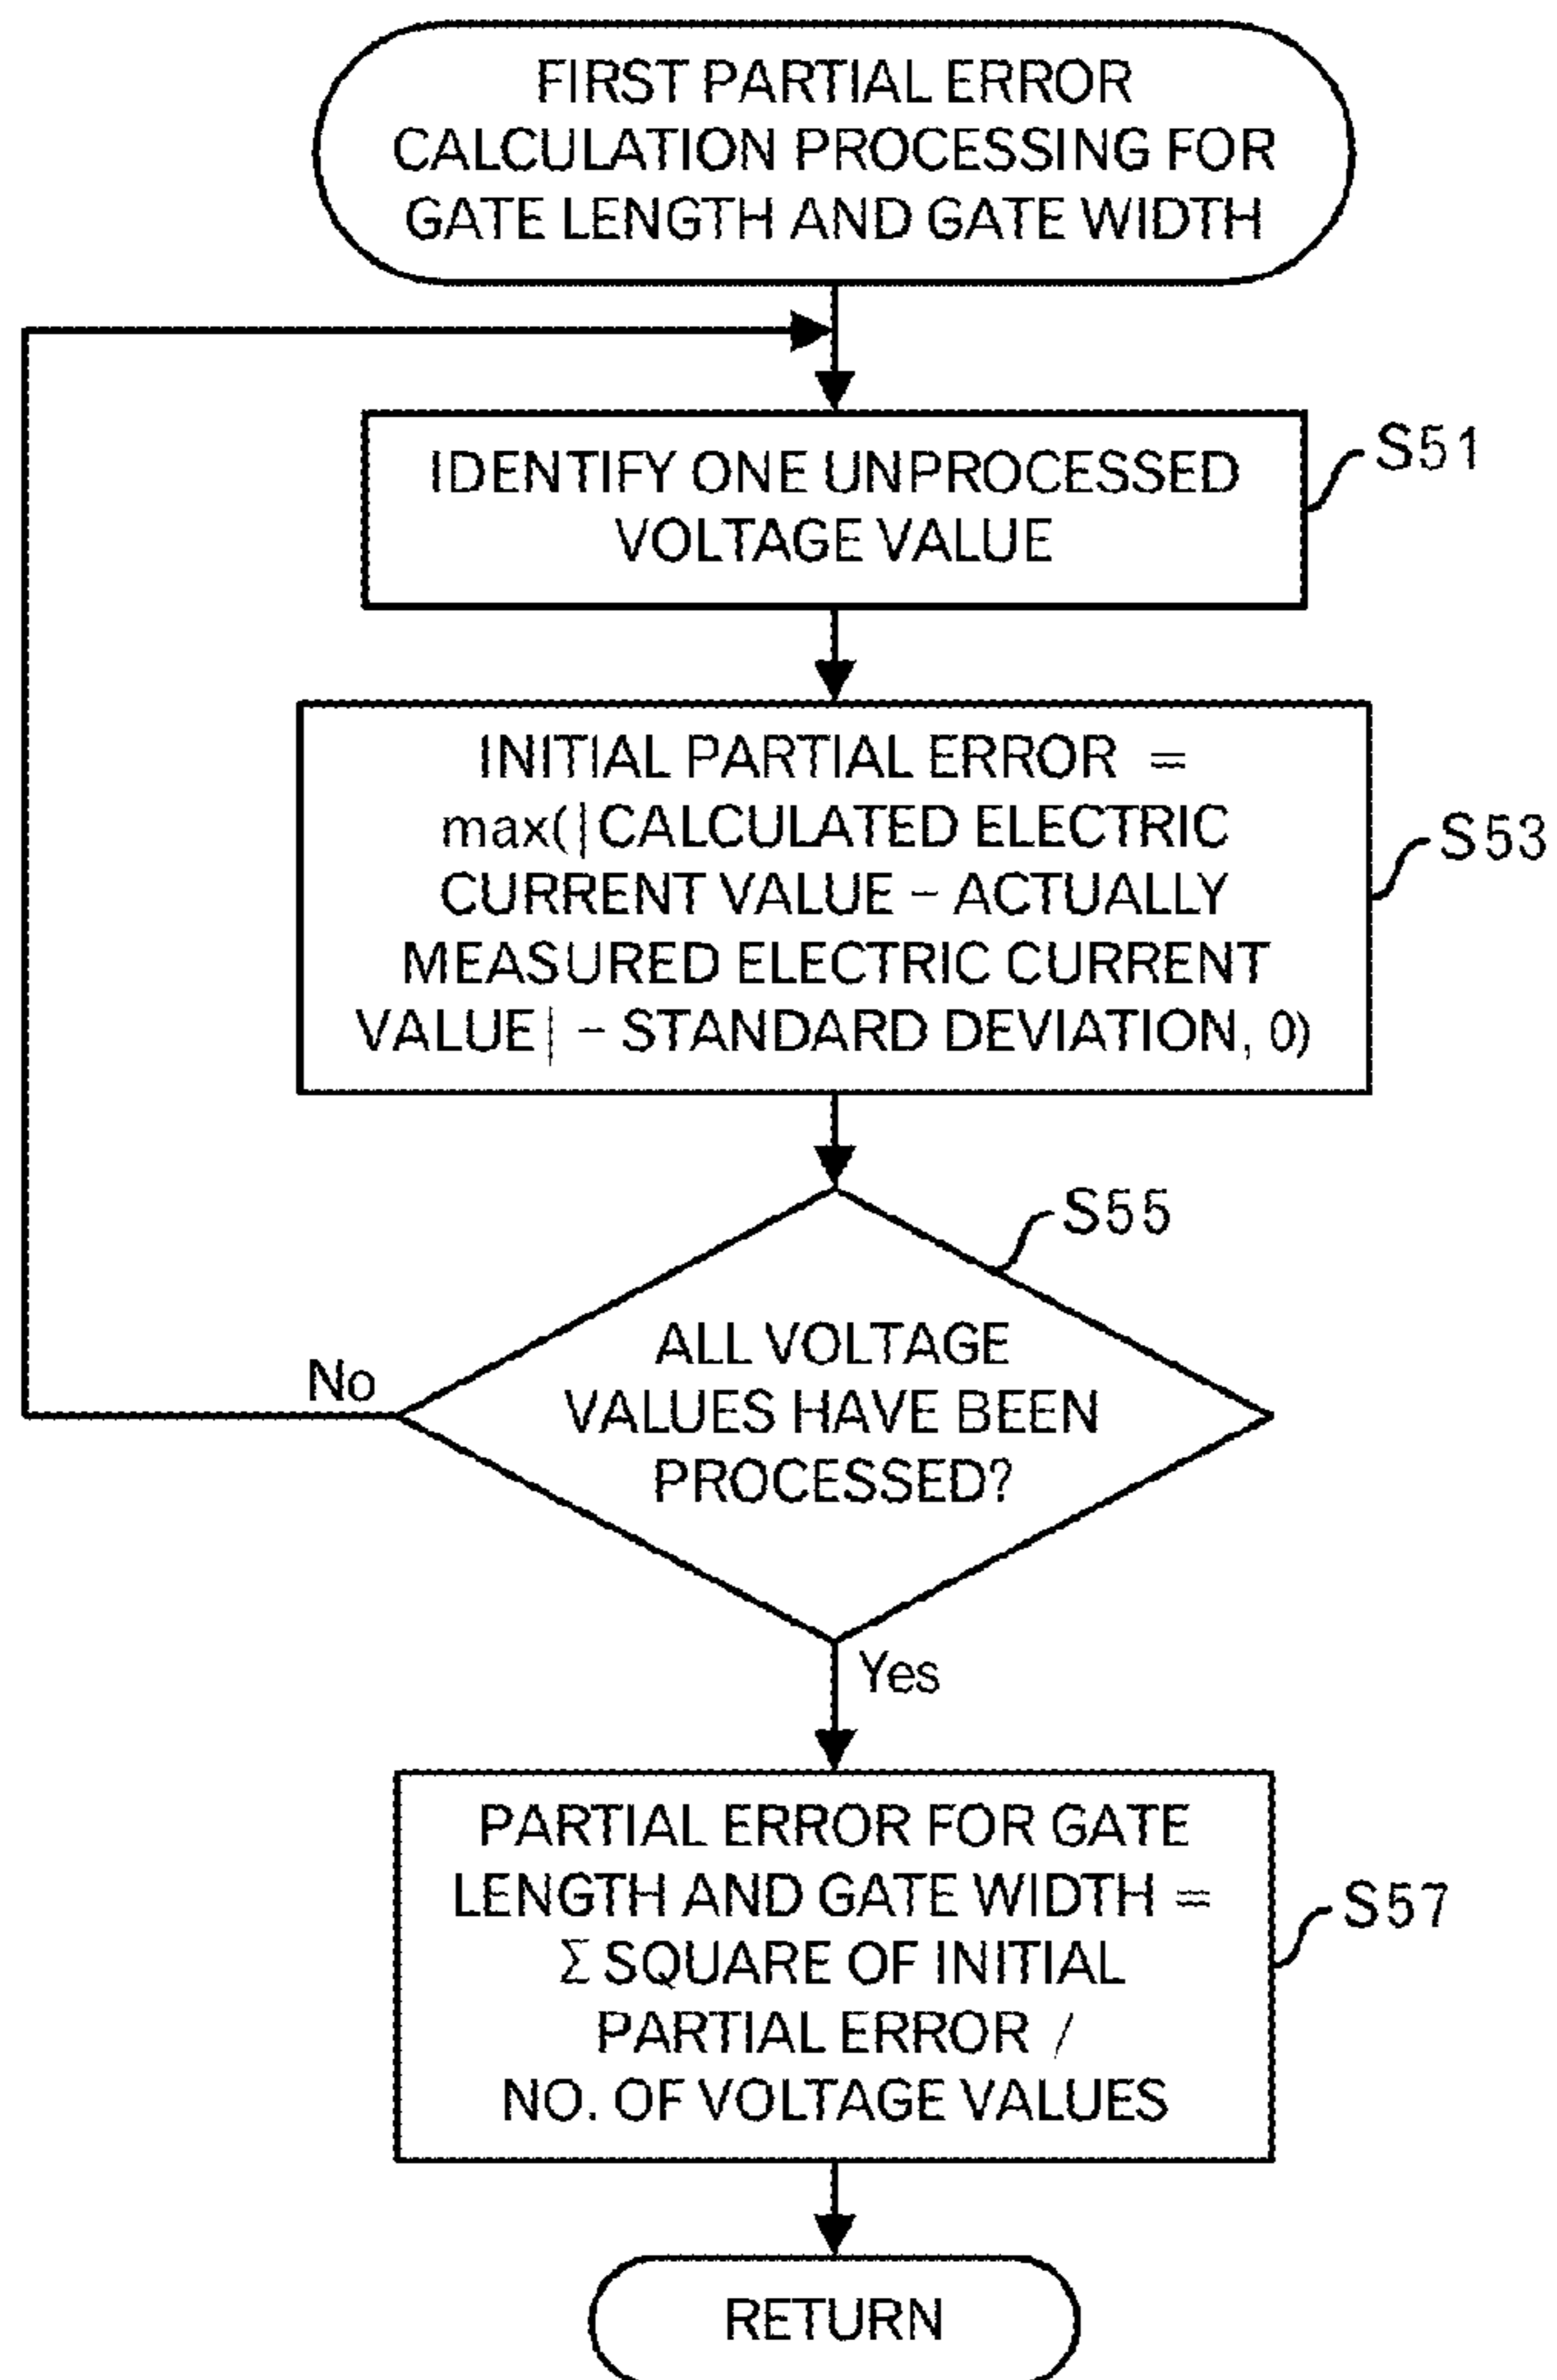 FIRST PARTIAL ERROR
CALCULATION PROCESSING FOR
GATE LENGTH AND GATE WIDTH
IDENTIFY ONE UNPROCESSED
VOLTAGE VALUE
S51
INITIAL PARTIAL ERROR =
max(|CALCULATED ELECTRIC
CURRENT VALUE - ACTUALLY
MEASURED ELECTRIC CURRENT
VALUE| - STANDARD DEVIATION, 0)
S53
S55
ALL VOLTAGE
VALUES HAVE BEEN
PROCESSED?
No
Yes
PARTIAL ERROR FOR GATE
LENGTH AND GATE WIDTH =
Σ SQUARE OF INITIAL
PARTIAL ERROR /
NO. OF VOLTAGE VALUES
S57
RETURN